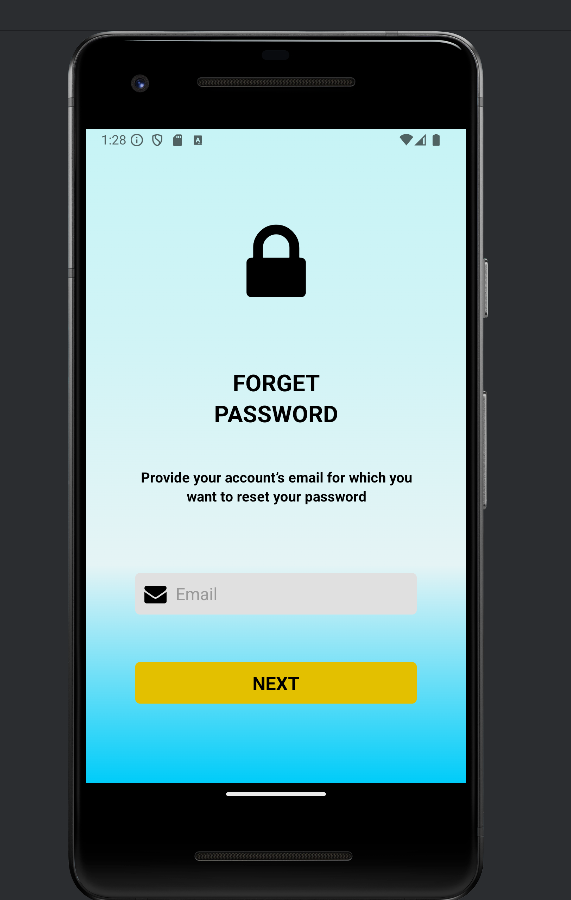 1:28
FORGET
PASSWORD
Provide your account's email for which you
want to reset your password
Email
NEXT